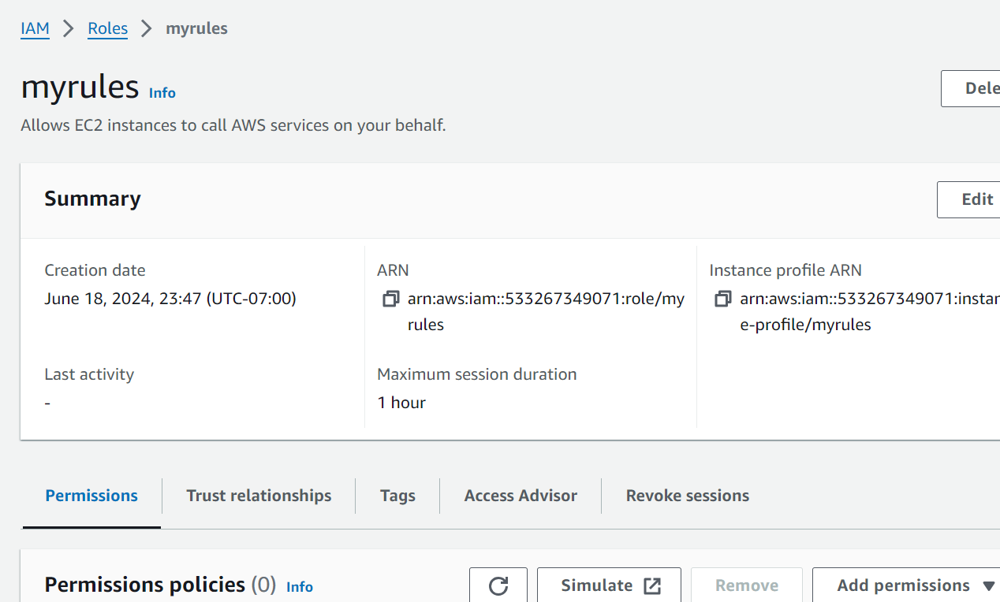 IAM > Roles > myrules
myrules Info
Allows EC2 instances to call AWS services on your behalf.
Summary
Edit
Creation date
June 18, 2024, 23:47 (UTC-07:00)
ARN
arn:aws:iam::533267349071:role/my
rules
Instance profile ARN
arn:aws:iam::533267349071:instan
e-profile/myrules
Last activity
-
Maximum session duration
1 hour
Permissions
Trust relationships
Tags
Access Advisor
Revoke sessions
Permissions policies (0) Info
Simulate
Remove
Add permissions